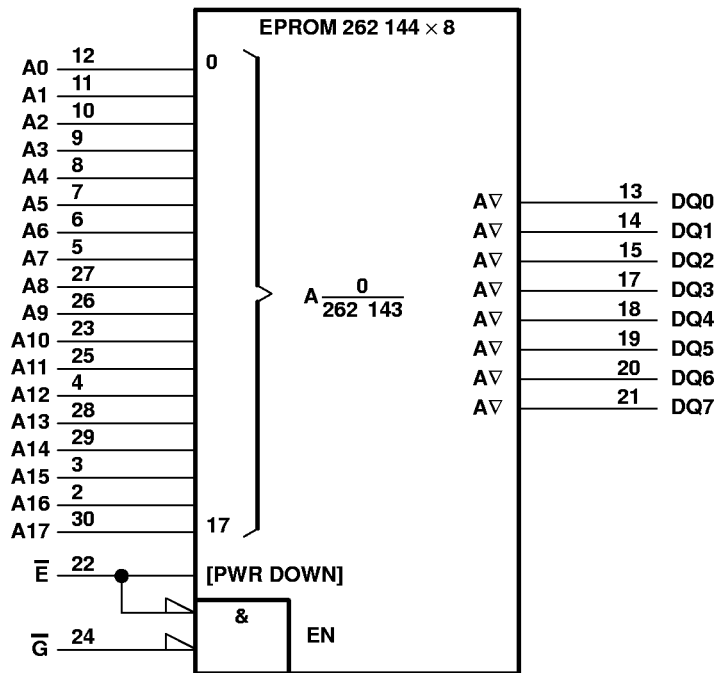 EPROM 262 144 × 8
A0 12 0
A1 11
A2 10
A3 9
A4 8
A5 7
A6 6
A7 5
A8 27
A9 26
A10 23
A11 25
A12 4
A13 28
A14 29
A15 3
A16 2
A17 30 17
A 0
262 143
A∇ 13 DQ0
A∇ 14 DQ1
A∇ 15 DQ2
A∇ 17 DQ3
A∇ 18 DQ4
A∇ 19 DQ5
A∇ 20 DQ6
A∇ 21 DQ7
E̅ 22 [PWR DOWN]
&
EN
G̅ 24